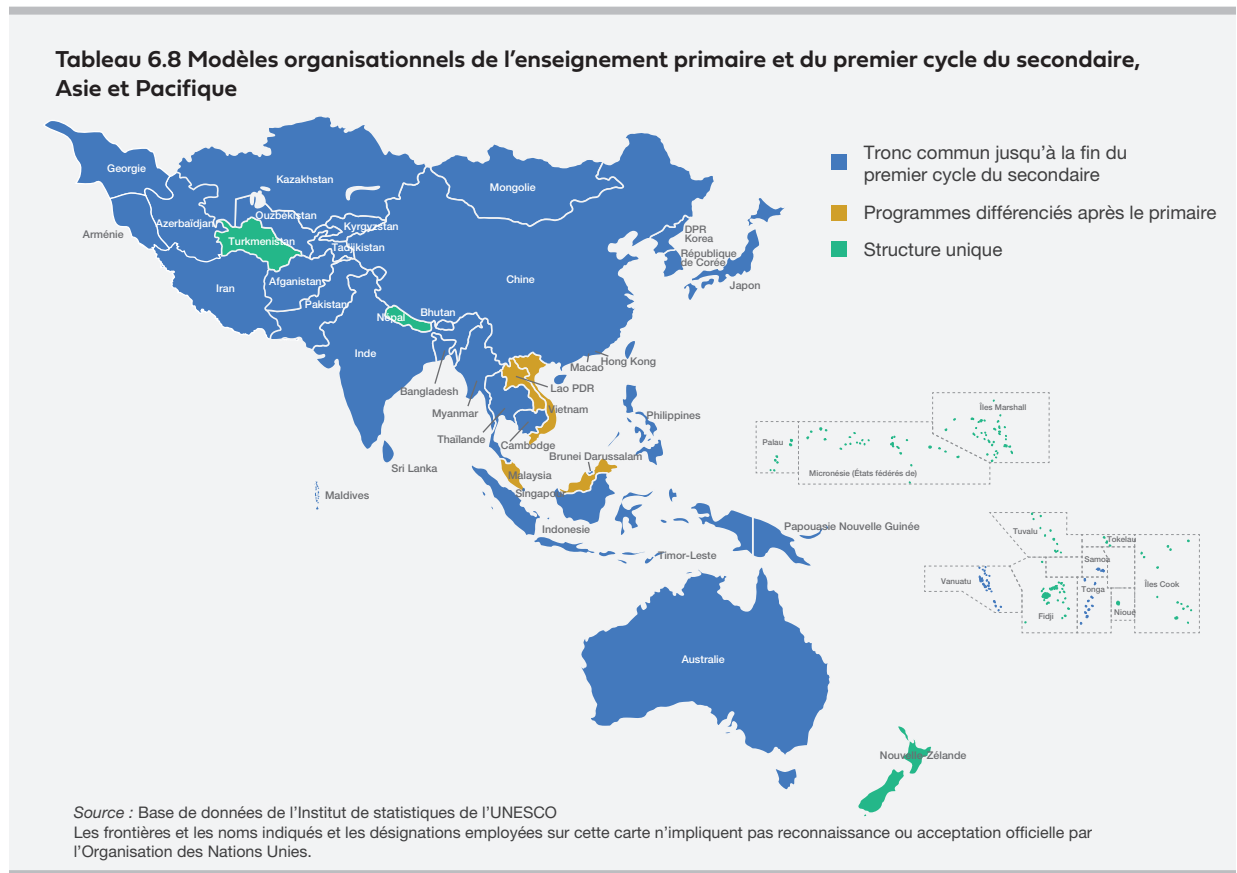 Tableau 6.8 Modèles organisationnels de l'enseignement primaire et du premier cycle du secondaire,
Asie et Pacifique
Tronc commun jusqu'à la fin du
premier cycle du secondaire
Programmes différenciés après le primaire
Structure unique
Georgie
Kazakhstan
Mongolie
Arménie
Azerbaïdjan
Ouzbékistan
Kyrgyzstan
Turkmenistan
Tadjikistan
DPR
Korea
République
de Corée
Japon
Iran
Afganistan
Pakistan
Chine
Népal
Bhutan
Inde
Hong Kong
Macao
Bangladesh
Lao PDR
Myanmar
Vietnam
Thaïlande
Cambodge
Philippines
Brunei Darussalam
Sri Lanka
Malaysia
Maldives
Singapour
Indonesie
Papouasie Nouvelle Guinée
Timor-Leste
Îles Marshall
Palau
Micronésie (États fédérés de)
Tuvalu
Tokelau
Samoa
Vanuatu
Tonga
Îles Cook
Fidji
Nioué
Australie
Nouvelle-Zélande
Source : Base de données de l'Institut de statistiques de l'UNESCO
Les frontières et les noms indiqués et les désignations employées sur cette carte n'impliquent pas reconnaissance ou acceptation officielle par
l'Organisation des Nations Unies.